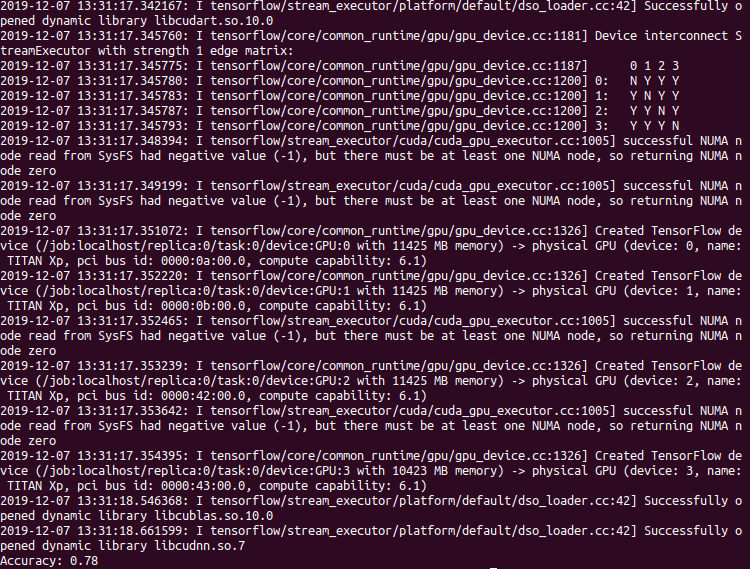 2019-12-07 13:31:17.342167: I tensorflow/stream_executor/platform/default/dso_loader.cc:42] Successfully o
pened dynamic library libcudart.so.10.0
2019-12-07 13:31:17.345760: I tensorflow/core/common_runtime/gpu/gpu_device.cc:1181] Device interconnect S
treamExecutor with strength 1 edge matrix:
2019-12-07 13:31:17.345775: I tensorflow/core/common_runtime/gpu/gpu_device.cc:1187]      0 1 2 3
2019-12-07 13:31:17.345780: I tensorflow/core/common_runtime/gpu/gpu_device.cc:1200] 0:   N Y Y Y
2019-12-07 13:31:17.345783: I tensorflow/core/common_runtime/gpu/gpu_device.cc:1200] 1:   Y N Y Y
2019-12-07 13:31:17.345787: I tensorflow/core/common_runtime/gpu/gpu_device.cc:1200] 2:   Y Y N Y
2019-12-07 13:31:17.345793: I tensorflow/core/common_runtime/gpu/gpu_device.cc:1200] 3:   Y Y Y N
2019-12-07 13:31:17.348394: I tensorflow/stream_executor/cuda/cuda_gpu_executor.cc:1005] successful NUMA n
ode read from SysFS had negative value (-1), but there must be at least one NUMA node, so returning NUMA n
ode zero
2019-12-07 13:31:17.349199: I tensorflow/stream_executor/cuda/cuda_gpu_executor.cc:1005] successful NUMA n
ode read from SysFS had negative value (-1), but there must be at least one NUMA node, so returning NUMA n
ode zero
2019-12-07 13:31:17.351072: I tensorflow/core/common_runtime/gpu/gpu_device.cc:1326] Created TensorFlow de
vice (/job:localhost/replica:0/task:0/device:GPU:0 with 11425 MB memory) -> physical GPU (device: 0, name:
 TITAN Xp, pci bus id: 0000:0a:00.0, compute capability: 6.1)
2019-12-07 13:31:17.352220: I tensorflow/core/common_runtime/gpu/gpu_device.cc:1326] Created TensorFlow de
vice (/job:localhost/replica:0/task:0/device:GPU:1 with 11425 MB memory) -> physical GPU (device: 1, name:
 TITAN Xp, pci bus id: 0000:0b:00.0, compute capability: 6.1)
2019-12-07 13:31:17.352465: I tensorflow/stream_executor/cuda/cuda_gpu_executor.cc:1005] successful NUMA n
ode read from SysFS had negative value (-1), but there must be at least one NUMA node, so returning NUMA n
ode zero
2019-12-07 13:31:17.353239: I tensorflow/core/common_runtime/gpu/gpu_device.cc:1326] Created TensorFlow de
vice (/job:localhost/replica:0/task:0/device:GPU:2 with 11425 MB memory) -> physical GPU (device: 2, name:
 TITAN Xp, pci bus id: 0000:42:00.0, compute capability: 6.1)
2019-12-07 13:31:17.353642: I tensorflow/stream_executor/cuda/cuda_gpu_executor.cc:1005] successful NUMA n
ode read from SysFS had negative value (-1), but there must be at least one NUMA node, so returning NUMA n
ode zero
2019-12-07 13:31:17.354395: I tensorflow/core/common_runtime/gpu/gpu_device.cc:1326] Created TensorFlow de
vice (/job:localhost/replica:0/task:0/device:GPU:3 with 10423 MB memory) -> physical GPU (device: 3, name:
 TITAN Xp, pci bus id: 0000:43:00.0, compute capability: 6.1)
2019-12-07 13:31:18.546368: I tensorflow/stream_executor/platform/default/dso_loader.cc:42] Successfully o
pened dynamic library libcublas.so.10.0
2019-12-07 13:31:18.661599: I tensorflow/stream_executor/platform/default/dso_loader.cc:42] Successfully o
pened dynamic library libcudnn.so.7
Accuracy: 0.78